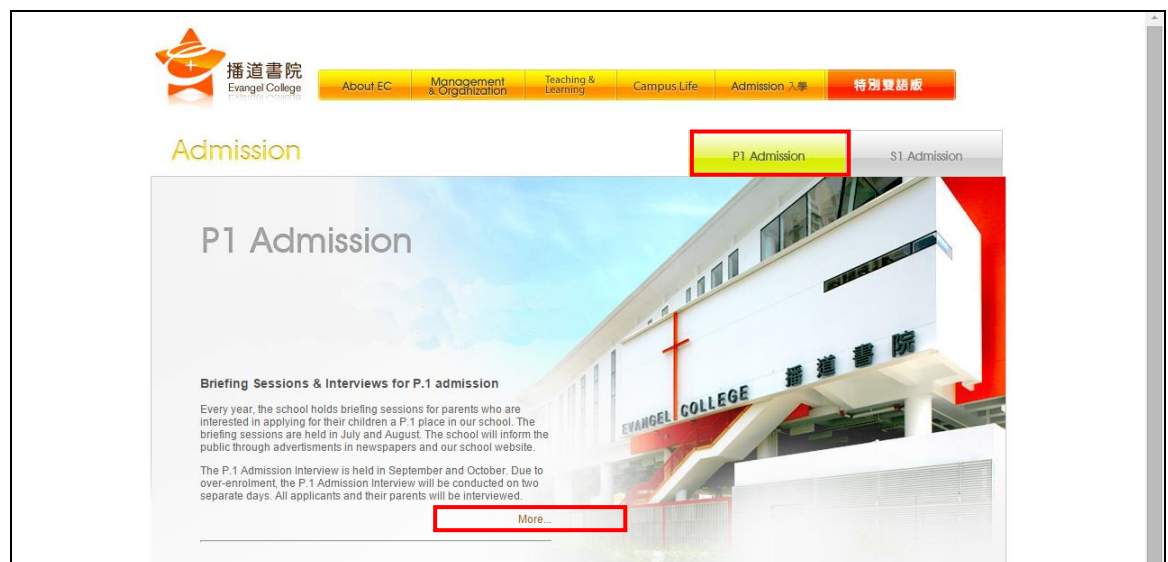 播道書院
Evangel College
About EC
Management
& Organization
Teaching &
Learning
Campus Life
Admission 入學
特別雙語版
Admission
P1 Admission
S1 Admission
P1 Admission
播道書院
EVANGEL COLLEGE
Briefing Sessions & Interviews for P.1 admission
Every year, the school holds briefing sessions for parents who are
interested in applying for their children a P.1 place in our school. The
briefing sessions are held in July and August. The school will inform the
public through advertisments in newspapers and our school website.
The P.1 Admission Interview is held in September and October. Due to
over-enrolment, the P.1 Admission Interview will be conducted on two
separate days. All applicants and their parents will be interviewed.
More...